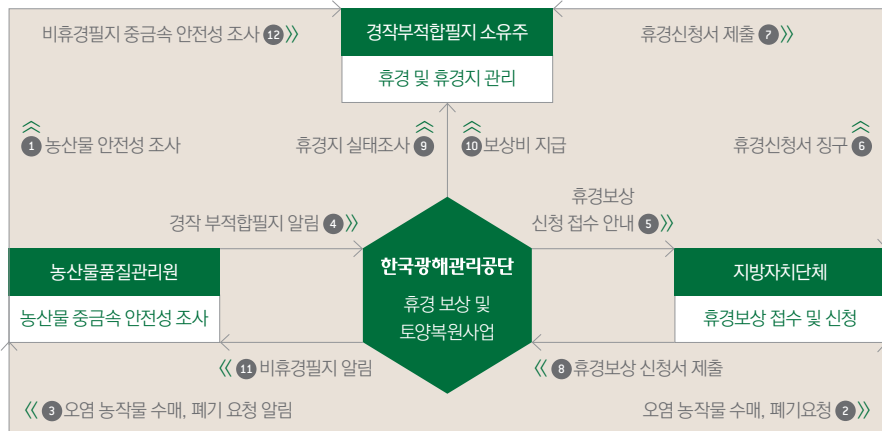 비휴경필지 중금속 안전성 조사 12
경작부적합필지 소유주
휴경신청서 제출 7
휴경 및 휴경지 관리
1 농산물 안전성 조사
휴경지 실태조사 9
10 보상비 지급
휴경신청서 징구 6
경작 부적합필지 알림 4
휴경보상
신청 접수 안내 5
농산물품질관리원
농산물 중금속 안전성 조사
한국광해관리공단
휴경 보상 및
토양복원사업
지방자치단체
휴경보상 접수 및 신청
11 비휴경필지 알림
8 휴경보상 신청서 제출
3 오염 농작물 수매, 폐기 요청 알림
오염 농작물 수매, 폐기요청 2